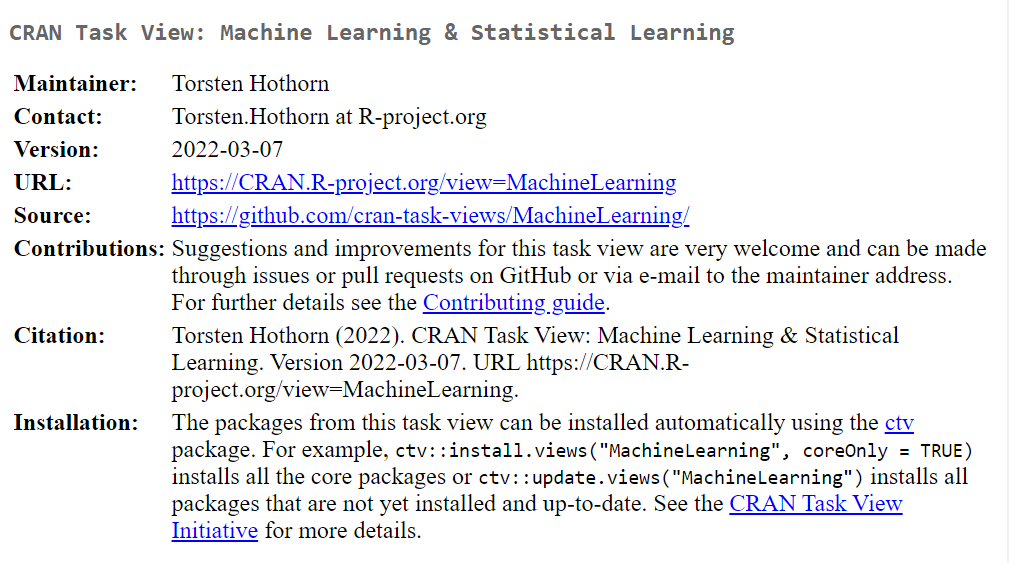 CRAN Task View: Machine Learning & Statistical Learning
Maintainer: Torsten Hothorn
Contact: Torsten.Hothorn at R-project.org
Version: 2022-03-07
URL: https://CRAN.R-project.org/view=MachineLearning
Source: https://github.com/cran-task-views/MachineLearning/
Contributions: Suggestions and improvements for this task view are very welcome and can be made
through issues or pull requests on GitHub or via e-mail to the maintainer address.
For further details see the Contributing guide.
Citation: Torsten Hothorn (2022). CRAN Task View: Machine Learning & Statistical
Learning. Version 2022-03-07. URL https://CRAN.R-
project.org/view=MachineLearning.
Installation: The packages from this task view can be installed automatically using the ctv
package. For example, ctv::install.views("MachineLearning", coreOnly = TRUE)
installs all the core packages or ctv::update.views("MachineLearning") installs all
packages that are not yet installed and up-to-date. See the CRAN Task View
Initiative for more details.